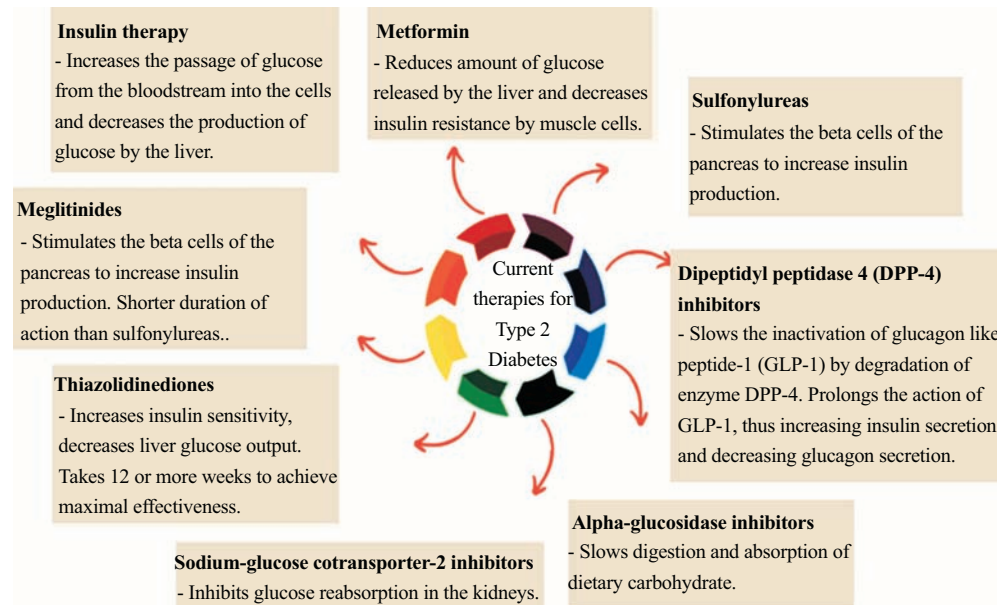 Insulin therapy
- Increases the passage of glucose
from the bloodstream into the cells
and decreases the production of
glucose by the liver.
Metformin
- Reduces amount of glucose
released by the liver and decreases
insulin resistance by muscle cells.
Sulfonylureas
- Stimulates the beta cells of the
pancreas to increase insulin
production.
Meglitinides
- Stimulates the beta cells of the
pancreas to increase insulin
production. Shorter duration of
action than sulfonylureas..
Current
therapies for
Type 2
Diabetes
Dipeptidyl peptidase 4 (DPP-4)
inhibitors
- Slows the inactivation of glucagon like
peptide-1 (GLP-1) by degradation of
enzyme DPP-4. Prolongs the action of
GLP-1, thus increasing insulin secretion
and decreasing glucagon secretion.
Thiazolidinediones
- Increases insulin sensitivity,
decreases liver glucose output.
Takes 12 or more weeks to achieve
maximal effectiveness.
Alpha-glucosidase inhibitors
- Slows digestion and absorption of
dietary carbohydrate.
Sodium-glucose cotransporter-2 inhibitors
- Inhibits glucose reabsorption in the kidneys.